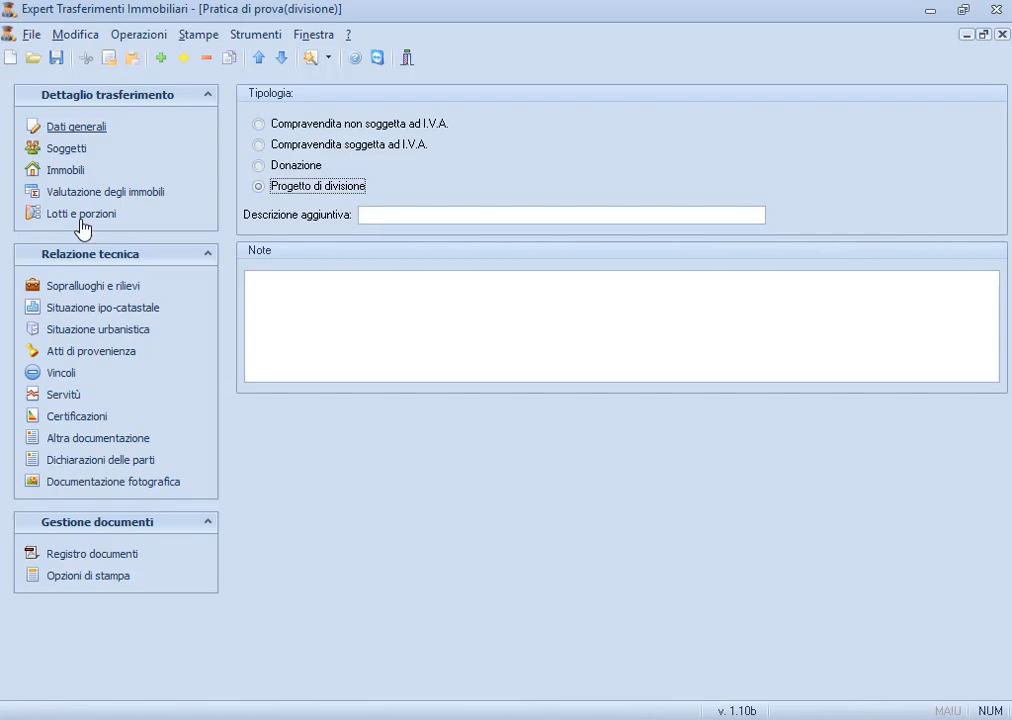 Expert Trasferimenti Immobiliari - [Pratica di prova(divisione)]
File Modifica Operazioni Stampe Strumenti Finestra ?
Dettaglio trasferimento
Dati generali
Soggetti
Immobili
Valutazione degli immobili
Lotti e porzioni
Relazione tecnica
Sopralluoghi e rilievi
Situazione ipo-catastale
Situazione urbanistica
Atti di provenienza
Vincoli
Servitù
Certificazioni
Altra documentazione
Dichiarazioni delle parti
Documentazione fotografica
Gestione documenti
Registro documenti
Opzioni di stampa
Tipologia:
Compravendita non soggetta ad I.V.A.
Compravendita soggetta ad I.V.A.
Donazione
Progetto di divisione
Descrizione aggiuntiva:
Note
v. 1.10b MAIU NUM